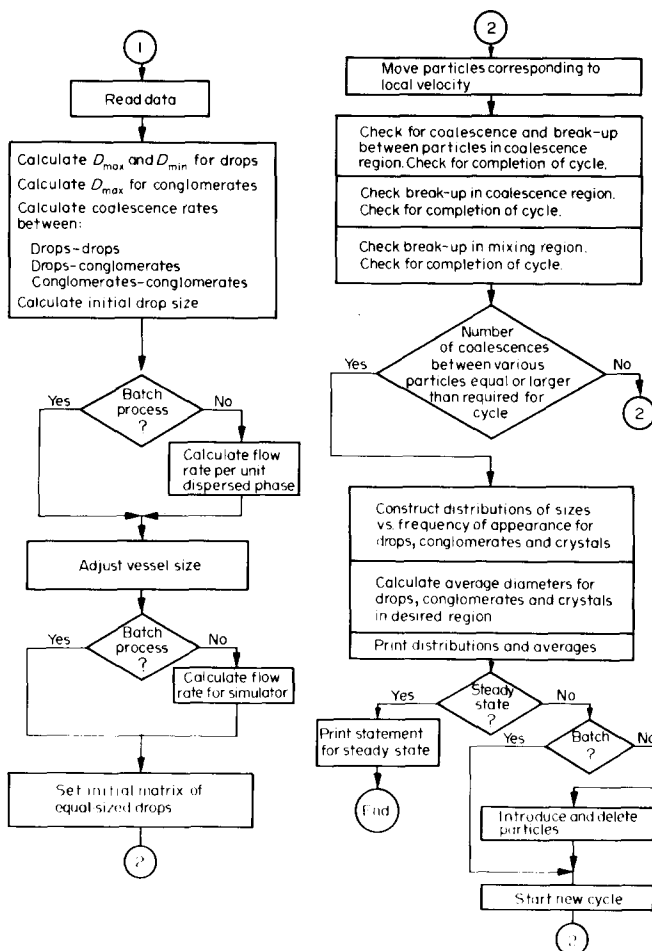 1
Read data
Calculate Dmax and Dmin for drops
Calculate Dmax for conglomerates
Calculate coalescence rates
between:
Drops-drops
Drops-conglomerates
Conglomerates-conglomerates
Calculate initial drop size
Batch
process
?
Yes
No
Calculate flow
rate per unit
dispersed phase
Adjust vessel size
Batch
process
?
Yes
No
Calculate flow
rate for simulator
Set initial matrix of
equal-sized drops
2
2
Move particles corresponding to
local velocity
Check for coalescence and break-up
between particles in coalescence
region. Check for completion of cycle.
Check break-up in coalescence region.
Check for completion of cycle.
Check break-up in mixing region.
Check for completion of cycle.
Number
of coalescences
between various
particles equal or larger
than required for
cycle
Yes
No
2
Construct distributions of sizes
vs. frequency of appearance for
drops, conglomerates and crystals
Calculate average diameters for
drops, conglomerates and crystals
in desired region
Print distributions and averages
Steady
state
?
Yes
No
Print statement
for steady state
End
Batch
?
Yes
No
Introduce and delete
particles
Start new cycle
2